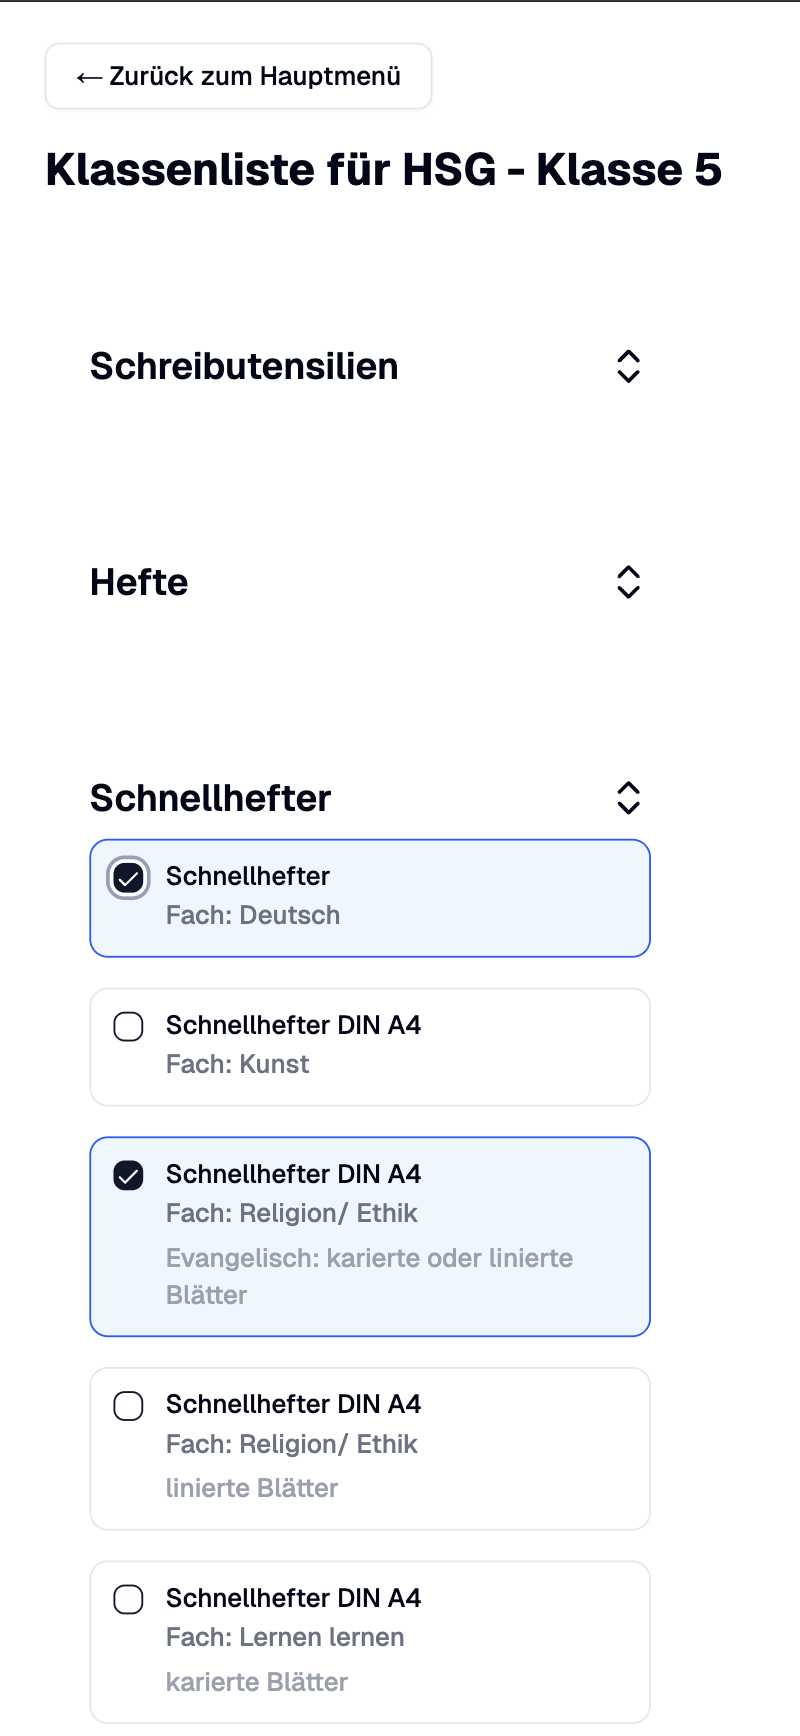 ← Zurück zum Hauptmenü
Klassenliste für HSG - Klasse 5
Schreibutensilien
Hefte
Schnellhefter
Schnellhefter
Fach: Deutsch
Schnellhefter DIN A4
Fach: Kunst
Schnellhefter DIN A4
Fach: Religion/ Ethik
Evangelisch: karierte oder linierte
Blätter
Schnellhefter DIN A4
Fach: Religion/ Ethik
linierte Blätter
Schnellhefter DIN A4
Fach: Lernen lernen
karierte Blätter